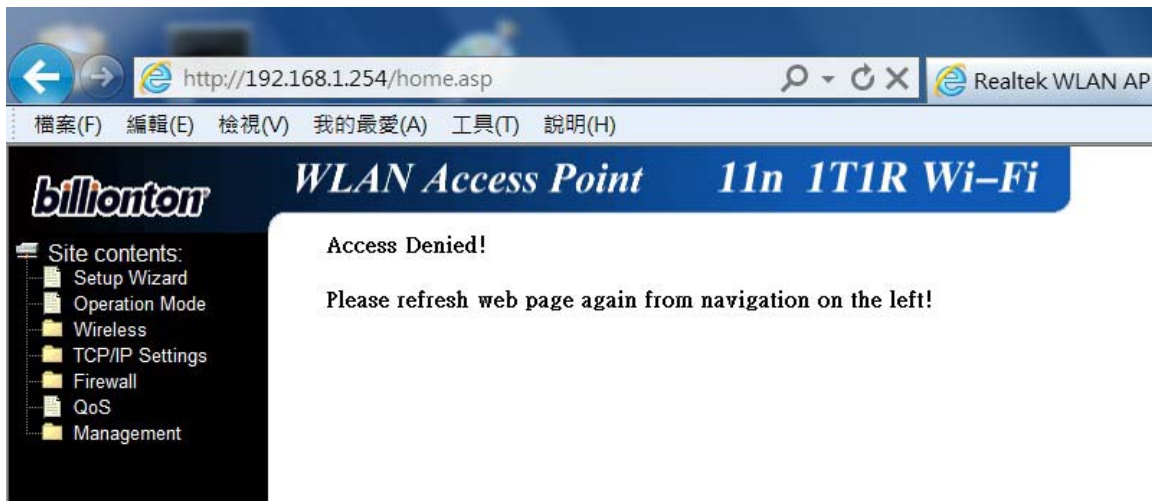 http://192.168.1.254/home.asp
Realtek WLAN AP
檔案(F) 編輯(E) 檢視(V) 我的最愛(A) 工具(T) 說明(H)
billionton
WLAN Access Point 11n 1T1R Wi-Fi
Site contents:
Setup Wizard
Operation Mode
Wireless
TCP/IP Settings
Firewall
QoS
Management
Access Denied!
Please refresh web page again from navigation on the left!